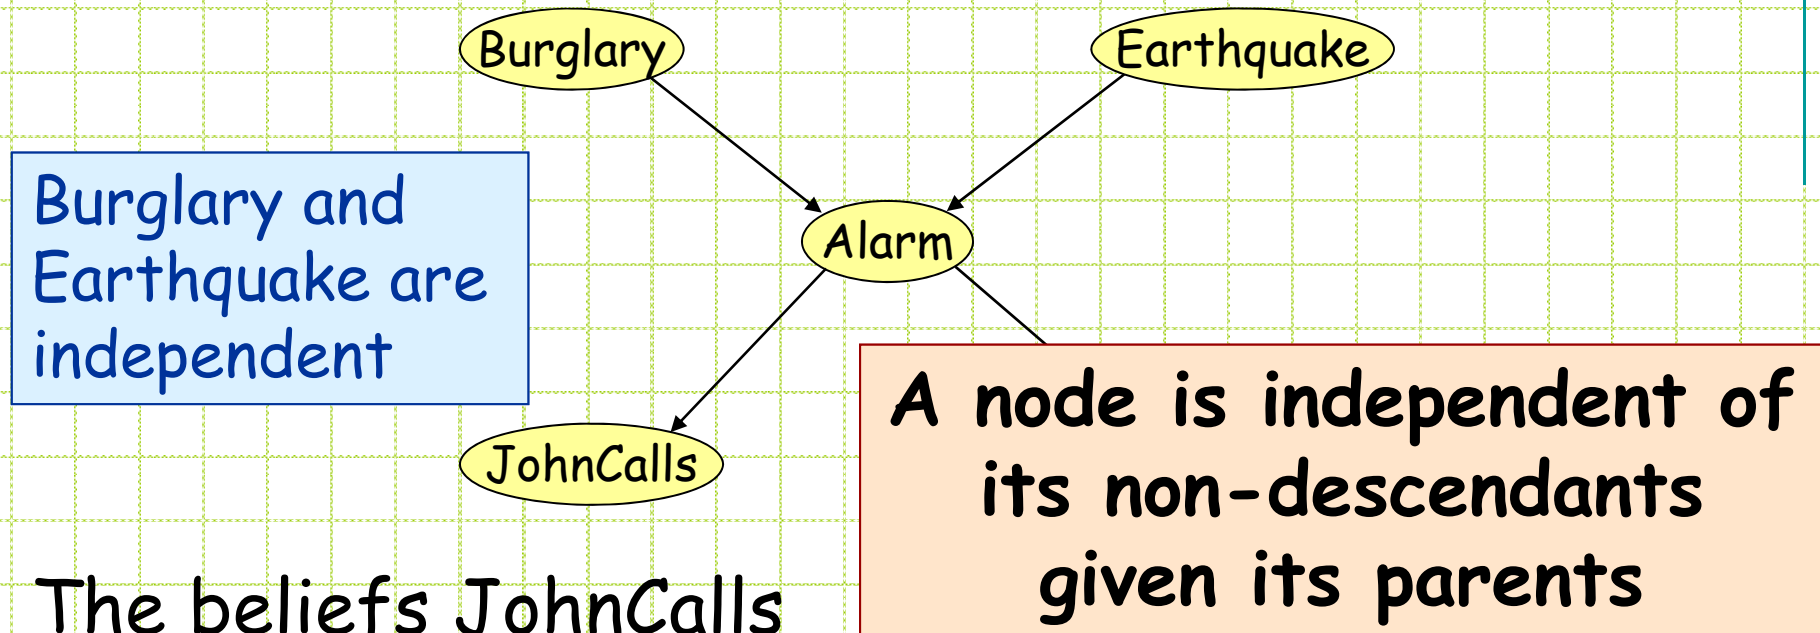 Burglary
Earthquake
Burglary and
Earthquake are
independent
Alarm
JohnCalls
A node is independent of
its non-descendants
given its parents
The beliefs JohnCalls